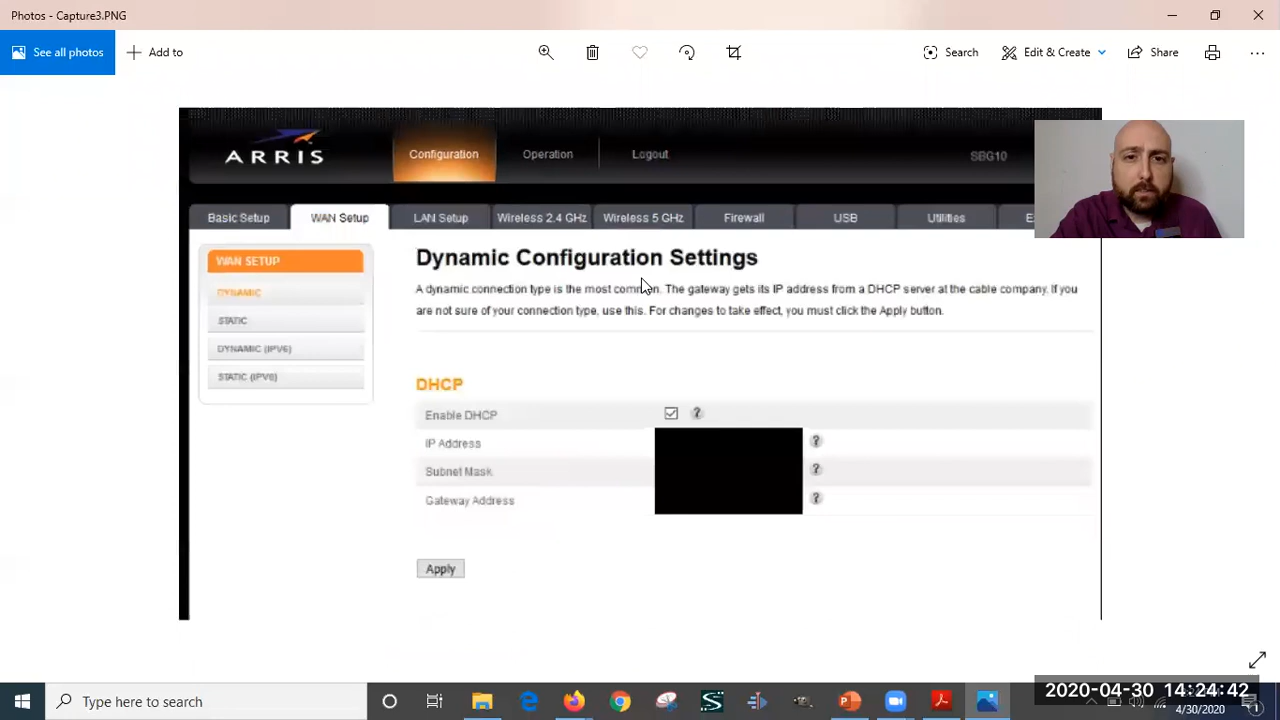 Photos - Capture3.PNG
See all photos
Add to
Search
Edit & Create
Share
ARRIS
Configuration
Operation
Logout
SBG10
Basic Setup
WAN Setup
LAN Setup
Wireless 2.4 GHz
Wireless 5 GHz
Firewall
USB
Utilities
WAN SETUP
DYNAMIC
STATIC
DYNAMIC (IPV6)
STATIC (IPV6)
Dynamic Configuration Settings
A dynamic connection type is the most common. The gateway gets its IP address from a DHCP server at the cable company. If you
are not sure of your connection type, use this. For changes to take effect, you must click the Apply button.
DHCP
Enable DHCP
?
IP Address
?
Subnet Mask
?
Gateway Address
?
Apply
Type here to search
2020-04-30 14:24:42
4/30/2020